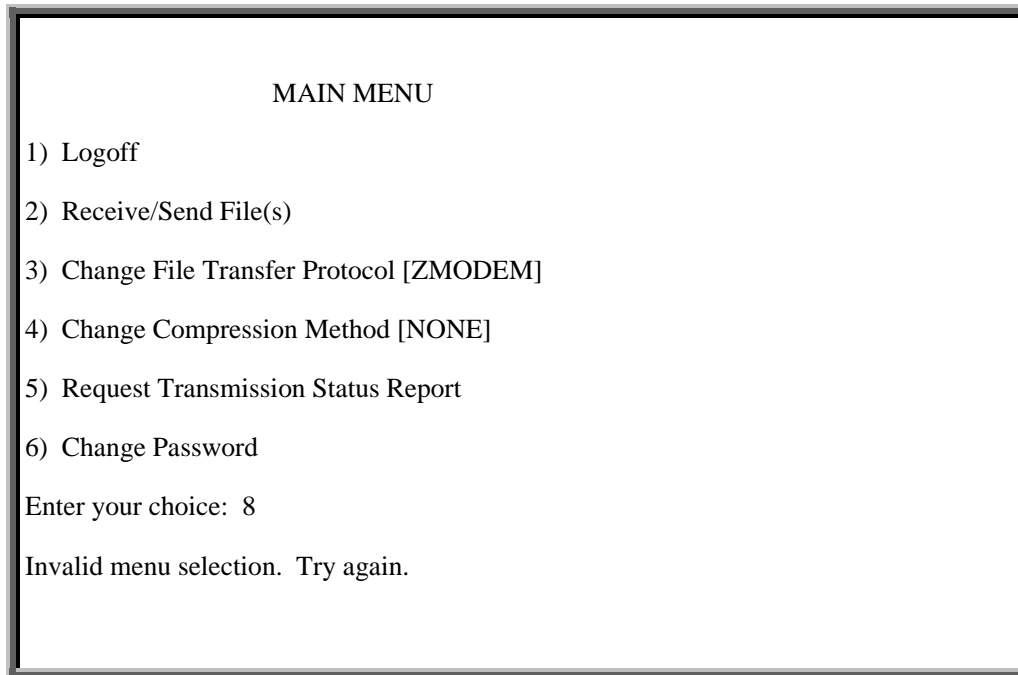 MAIN MENU
1) Logoff
2) Receive/Send File(s)
3) Change File Transfer Protocol [ZMODEM]
4) Change Compression Method [NONE]
5) Request Transmission Status Report
6) Change Password
Enter your choice: 8
Invalid menu selection. Try again.